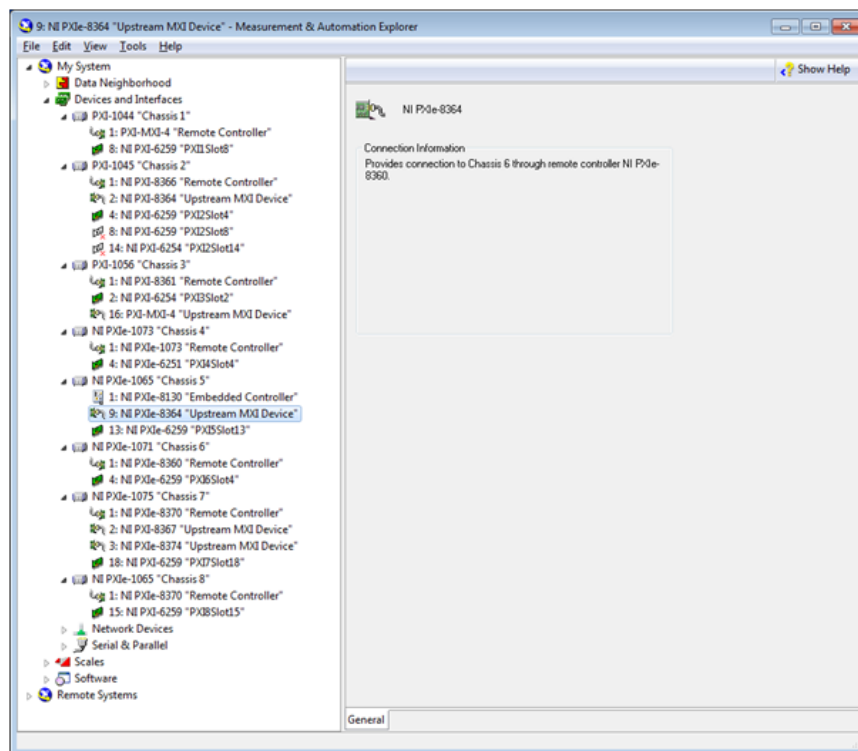 9: NI PXIe-8364 "Upstream MXI Device" - Measurement & Automation Explorer
File Edit View Tools Help
My System
Data Neighborhood
Devices and Interfaces
PXI-1044 "Chassis 1"
1: PXI-MXI-4 "Remote Controller"
8: NI PXI-6259 "PXI1Slot8"
PXI-1045 "Chassis 2"
1: NI PXI-8366 "Remote Controller"
2: NI PXI-8364 "Upstream MXI Device"
4: NI PXI-6259 "PXI2Slot4"
8: NI PXI-6259 "PXI2Slot8"
14: NI PXI-6254 "PXI2Slot14"
PXI-1056 "Chassis 3"
1: NI PXI-8361 "Remote Controller"
2: NI PXI-6254 "PXI3Slot2"
16: PXI-MXI-4 "Upstream MXI Device"
NI PXIe-1073 "Chassis 4"
1: NI PXIe-1073 "Remote Controller"
4: NI PXIe-6251 "PXI4Slot4"
NI PXIe-1065 "Chassis 5"
1: NI PXIe-8130 "Embedded Controller"
9: NI PXIe-8364 "Upstream MXI Device"
13: NI PXIe-6259 "PXI5Slot13"
NI PXIe-1071 "Chassis 6"
1: NI PXIe-8360 "Remote Controller"
4: NI PXIe-6259 "PXI6Slot4"
NI PXIe-1075 "Chassis 7"
1: NI PXIe-8370 "Remote Controller"
2: NI PXI-8367 "Upstream MXI Device"
3: NI PXIe-8374 "Upstream MXI Device"
18: NI PXI-6259 "PXI7Slot18"
NI PXIe-1065 "Chassis 8"
1: NI PXIe-8370 "Remote Controller"
15: NI PXI-6259 "PXI8Slot15"
Network Devices
Serial & Parallel
Scales
Software
Remote Systems
Show Help
NI PXIe-8364
Connection Information
Provides connection to Chassis 6 through remote controller NI PXIe-
8360.
General